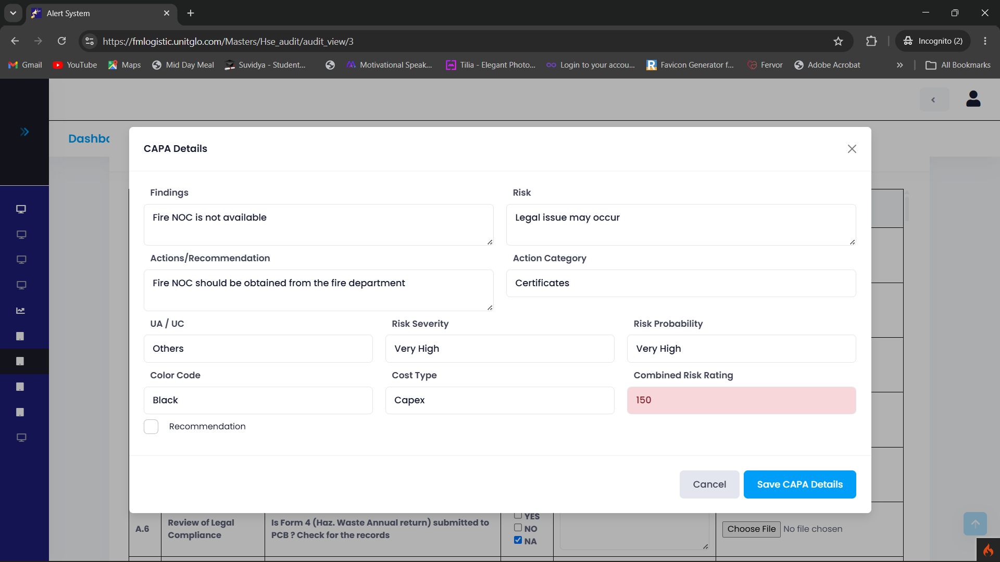 Alert System
https://fmlogistic.unitglo.com/Masters/Hse_audit/audit_view/3
Incognito (2)
Gmail
YouTube
Maps
Mid Day Meal
Suvidya - Student...
Motivational Speak...
Tilia - Elegant Photo...
Login to your accou...
Favicon Generator f...
Fervor
Adobe Acrobat
All Bookmarks
Dashbo
CAPA Details
Findings
Risk
Fire NOC is not available
Legal issue may occur
Actions/Recommendation
Action Category
Fire NOC should be obtained from the fire department
Certificates
UA / UC
Risk Severity
Risk Probability
Others
Very High
Very High
Color Code
Cost Type
Combined Risk Rating
Black
Capex
150
Recommendation
Cancel
Save CAPA Details
A.6
Review of Legal
Compliance
Is Form 4 (Haz. Waste Annual return) submitted to
PCB ? Check for the records
YES
NO
NA
Choose File No file chosen